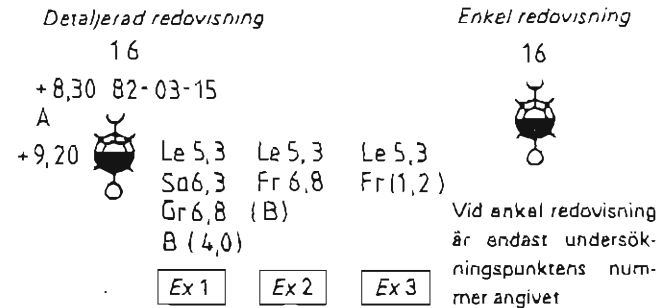 Detaljerad redovisning
16
+8,30 82-03-15
A
+9,20
Le 5,3 Le 5,3 Le 5,3
Sa 6,3 Fr 6,8 Fr (1,2)
Gr 6,8 (B)
B (4,0)
Ex 1 Ex 2 Ex 3
Enkel redovisning
16
Vid enkel redovisning
är endast undersök-
ningspunktens num-
mer angivet